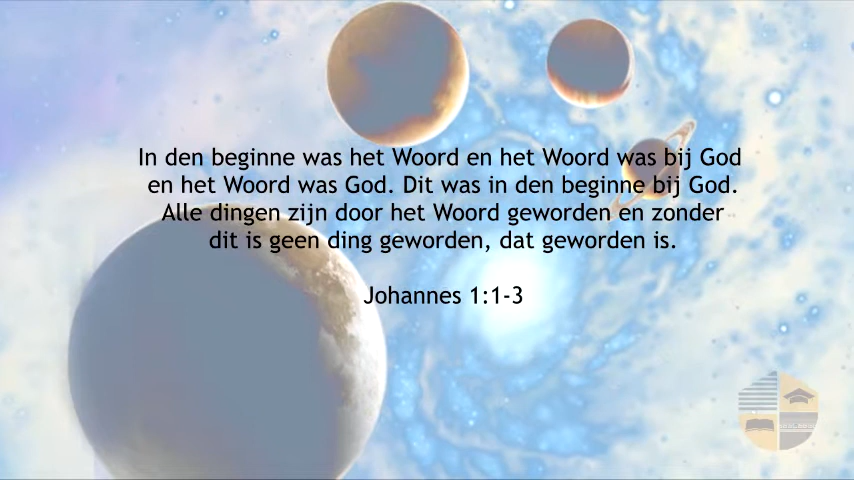 In den beginne was het Woord en het Woord was bij God
en het Woord was God. Dit was in den beginne bij God.
Alle dingen zijn door het Woord geworden en zonder
dit is geen ding geworden, dat geworden is.
Johannes 1:1-3